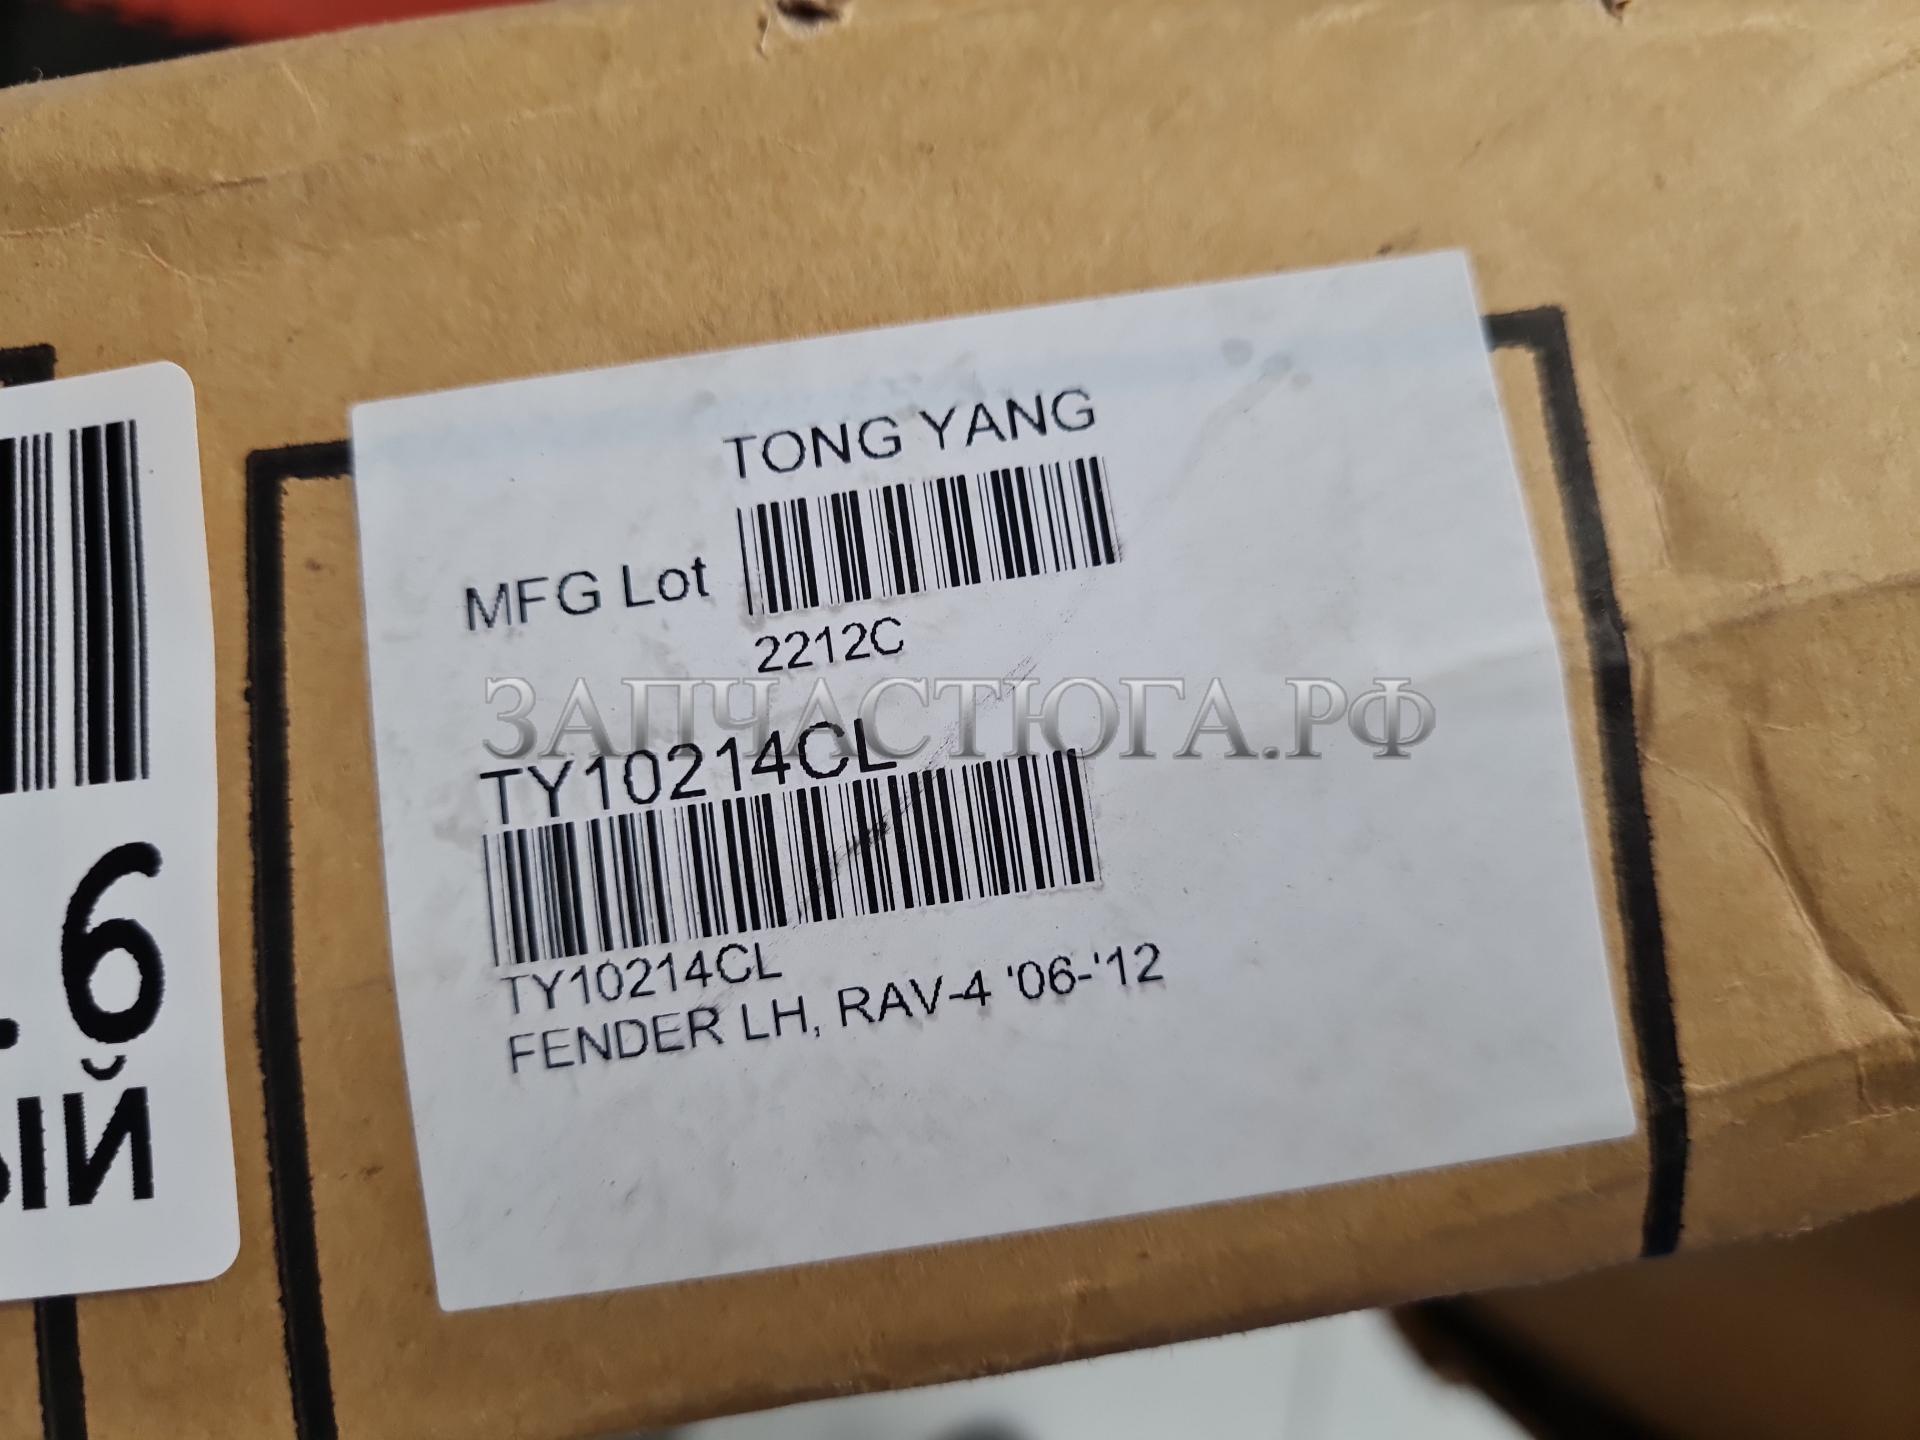 TONG YANG
MFG Lot
2212C
ЗАПЧАСТЮГА.РФ
TY10214CL
TY10214CL
FENDER LH, RAV-4 '06-'12
.6
ый